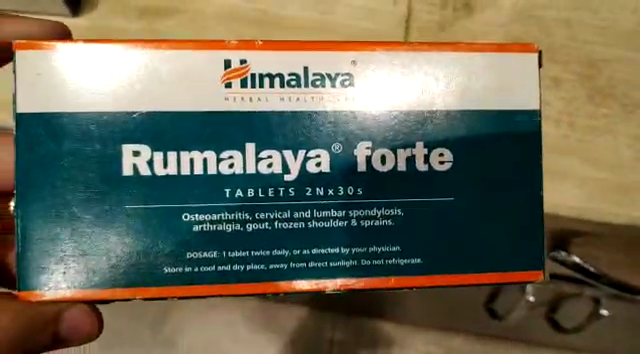 Himalaya®
HERBAL HEALTHCARE
Rumalaya® forte
TABLETS 2Nx30s
Osteoarthritis, cervical and lumbar spondylosis,
arthralgia, gout, frozen shoulder & sprains.
DOSAGE: 1 tablet twice daily, or as directed by your physician.
Store in a cool and dry place, away from direct sunlight. Do not refrigerate.